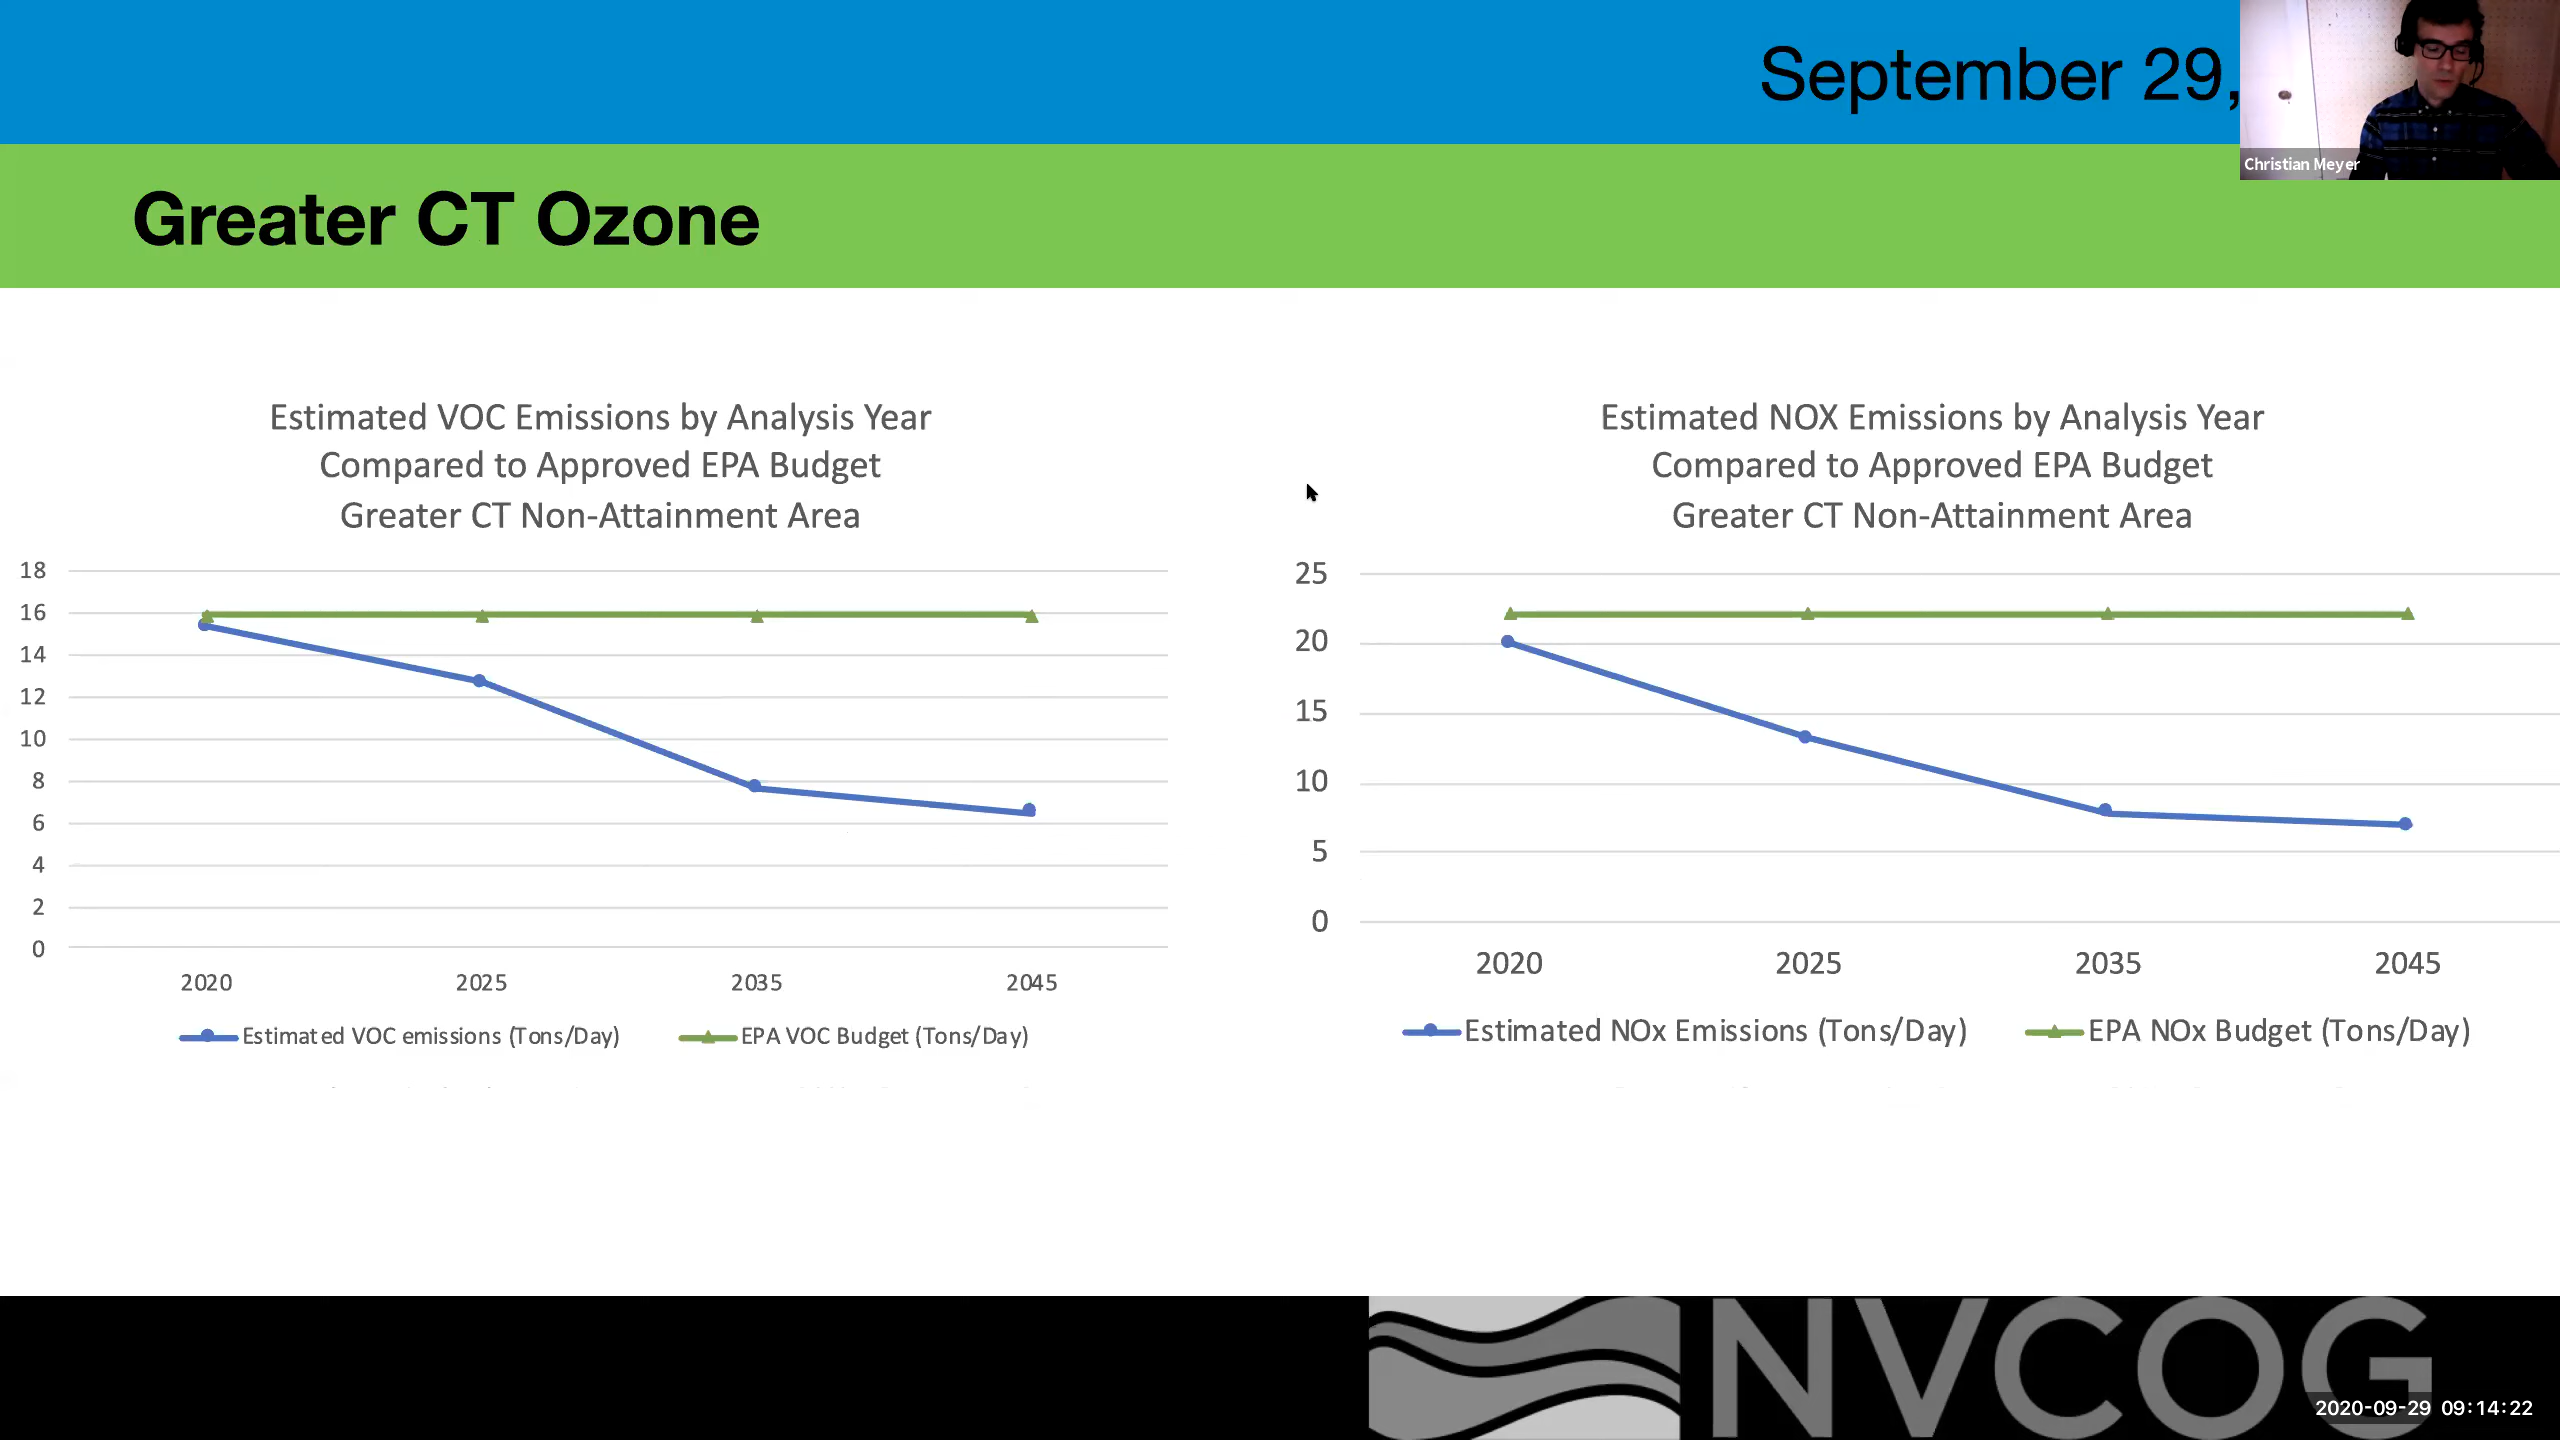 September 29,
Christian Meyer
Greater CT Ozone
Estimated VOC Emissions by Analysis Year
Compared to Approved EPA Budget
Greater CT Non-Attainment Area
18
16
14
12
10
8
6
4
2
0
2020 2025 2035 2045
Estimated VOC emissions (Tons/Day) EPA VOC Budget (Tons/Day)
Estimated NOX Emissions by Analysis Year
Compared to Approved EPA Budget
Greater CT Non-Attainment Area
25
20
15
10
5
0
2020 2025 2035 2045
Estimated NOx Emissions (Tons/Day) EPA NOx Budget (Tons/Day)
NVCOG
2020-09-29 09:14:22